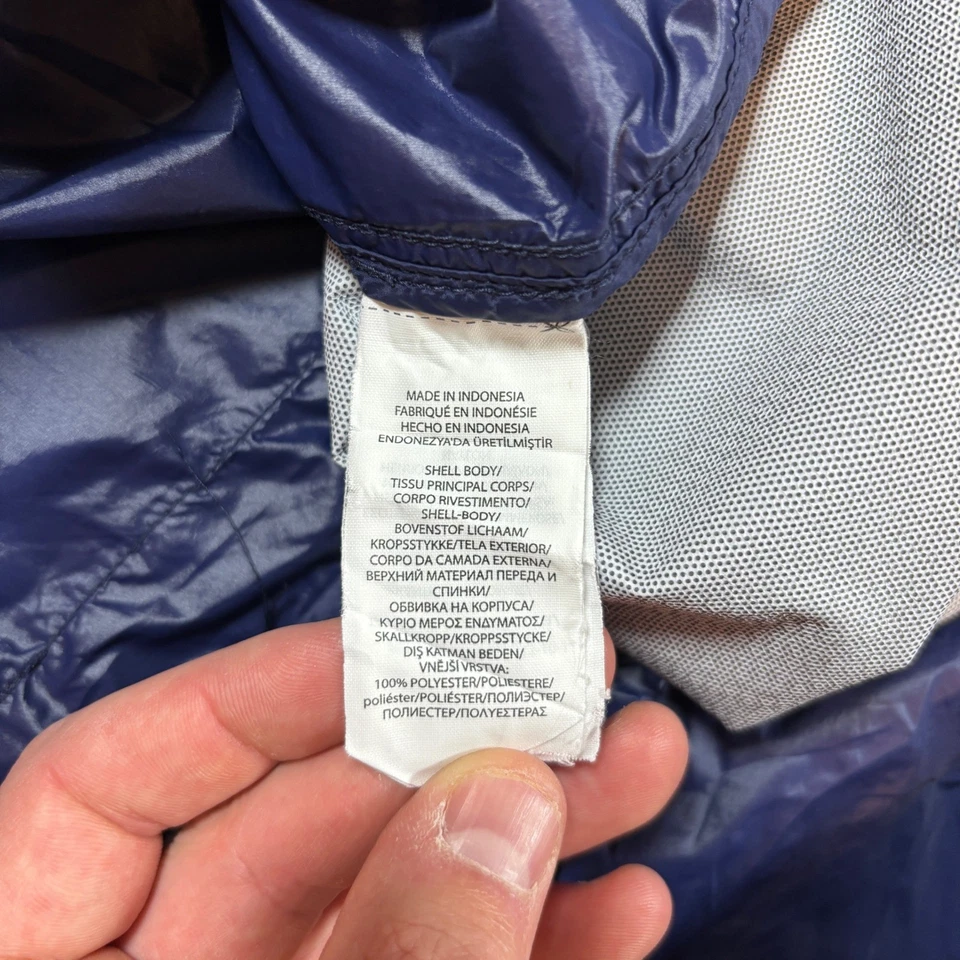 MADE IN INDONESIA
FABRIQUÉ EN INDONÉSIE
HECHO EN INDONESIA
ENDONEZYA'DA ÜRETİLMİŞTİR
SHELL BODY/
TISSU PRINCIPAL CORPS/
CORPO RIVESTIMENTO/
SHELL-BODY/
BOVENSTOF LICHAAM/
KROPSSTYKKE/TELA EXTERIOR/
CORPO DA CAMADA EXTERNA/
ВЕРХНИЙ МАТЕРИАЛ ПЕРЕДА И
СПИНКИ/
ОБВИВКА НА КОРПУСА/
ΚΥΡΙΟ ΜΕΡΟΣ ΕΝΔΥΜΑΤΟΣ/
SKALLKROPP/KROPPSSTYCKE/
DIŞ KATMAN BEDEN/
VNĚJŠÍ VRSTVA:
100% POLYESTER/POLIESTERE/
poliéster/POLIÉSTER/ПОЛИЭСТЕР/
ПОЛИЕСТЕР/ΠΟΛΥΕΣΤΕΡΑΣ